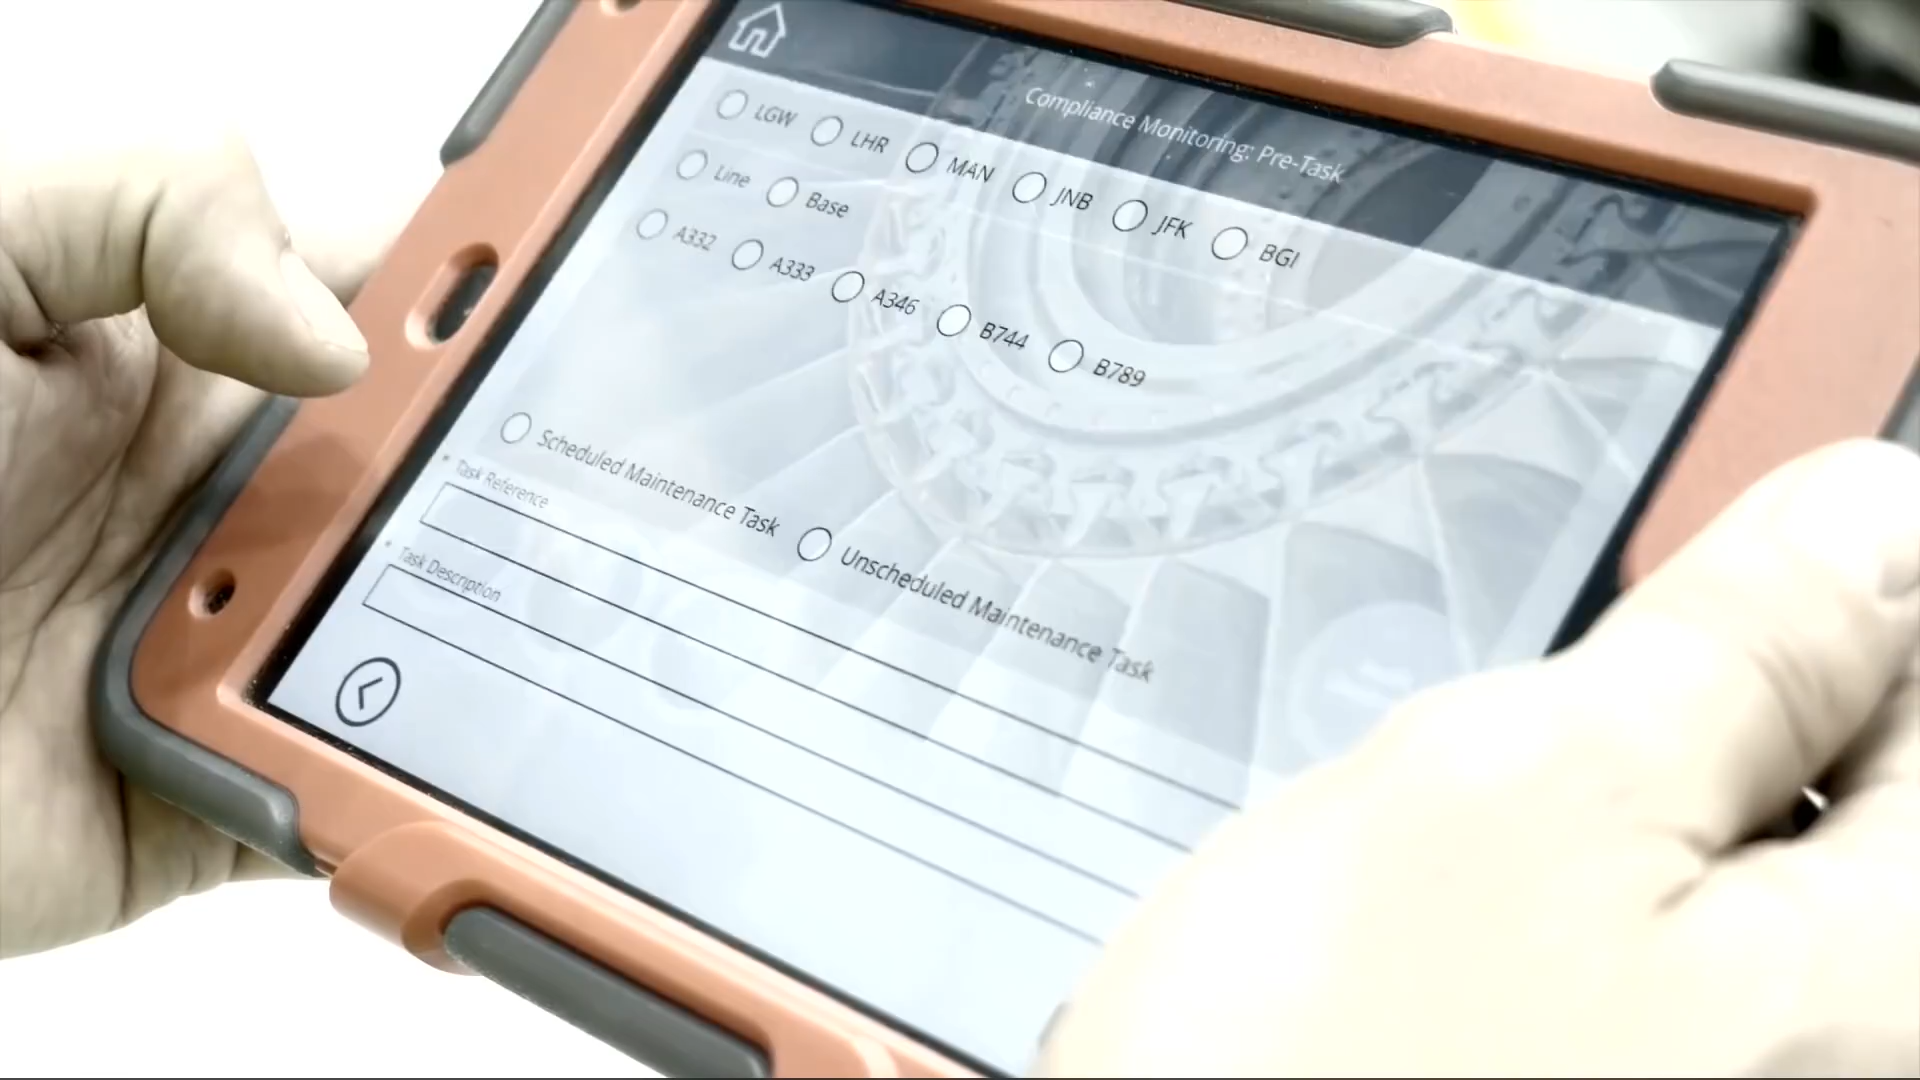 Compliance Monitoring: Pre-Task
LGW LHR MAN JNB JFK BGI
Line Base
A332 A333 A346 B744 B789
Scheduled Maintenance Task Unscheduled Maintenance Task
* Task Reference
* Task Description